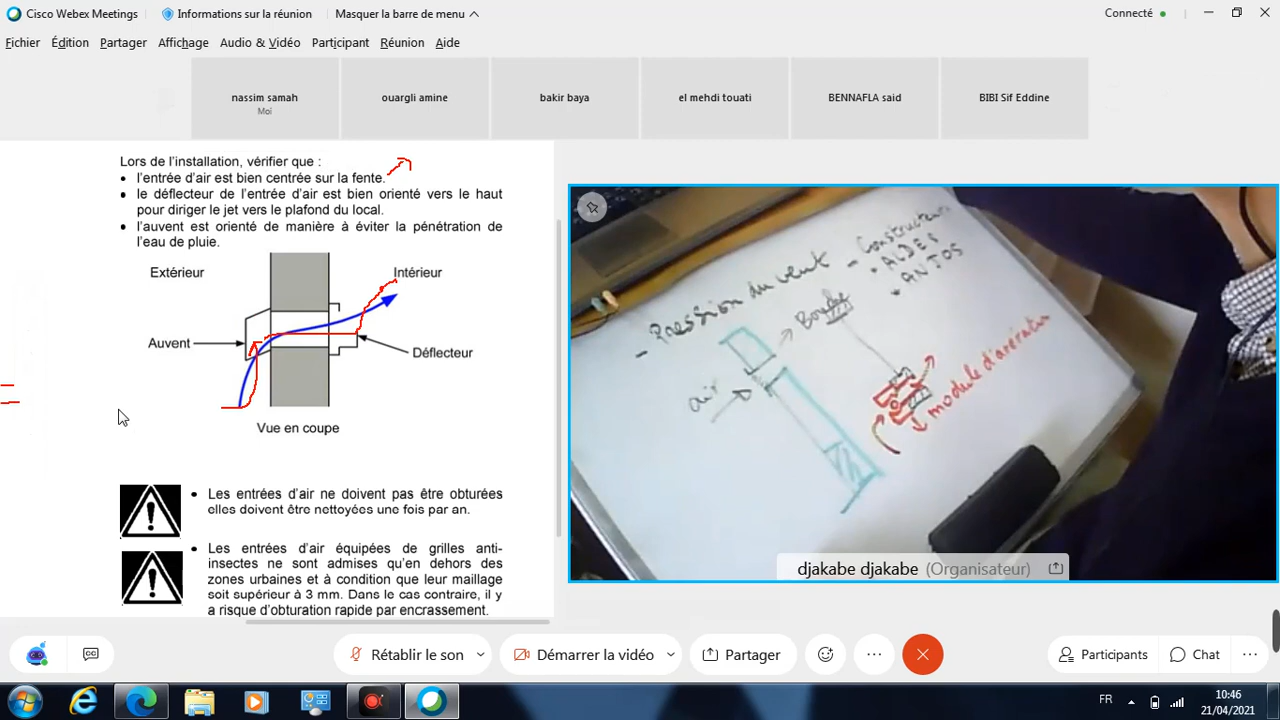 Cisco Webex Meetings
Informations sur la réunion
Masquer la barre de menu
Connecté
Fichier Édition Partager Affichage Audio & Vidéo Participant Réunion Aide
nassim samah
Moi
ouargli amine
bakir baya
el mehdi touati
BENNAFLA said
BIBI Sif Eddine
Lors de l'installation, vérifier que :
• l'entrée d'air est bien centrée sur la fente.
• le déflecteur de l'entrée d'air est bien orienté vers le haut
pour diriger le jet vers le plafond du local.
• l'auvent est orienté de manière à éviter la pénétration de
l'eau de pluie.
Extérieur
Intérieur
Auvent
Déflecteur
Vue en coupe
• Les entrées d'air ne doivent pas être obturées
elles doivent être nettoyées une fois par an.
• Les entrées d'air équipées de grilles anti-
insectes ne sont admises qu'en dehors des
zones urbaines et à condition que leur maillage
soit supérieur à 3 mm. Dans le cas contraire, il y
a risque d'obturation rapide par encrassement.
- Pression du vent
- Constructeurs
• ALDES
• ANJOS
air
module d'aération
djakabe djakabe (Organisateur)
CC
Rétablir le son
Démarrer la vidéo
Partager
Participants
Chat
FR
10:46
21/04/2021